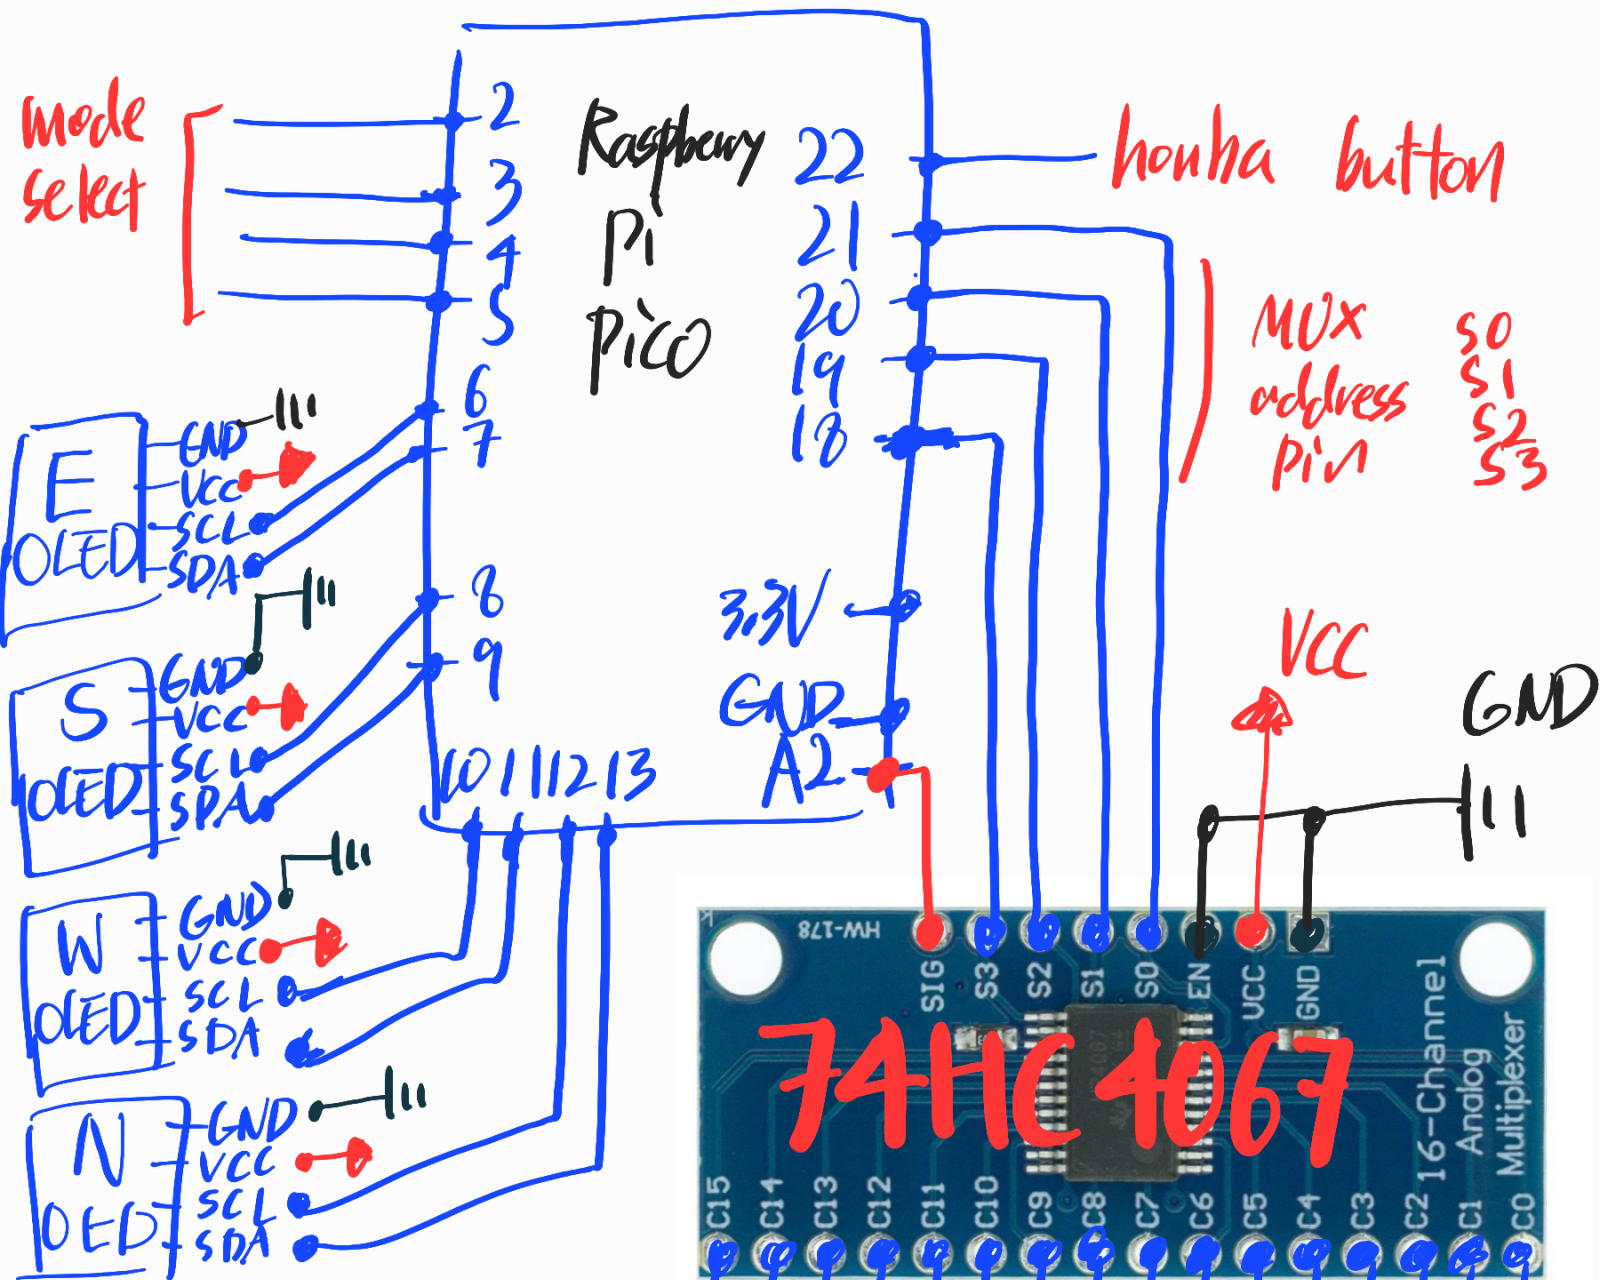 mode
select
2
3
4
5
6
7
8
9
10 11 12 13
Raspberry
Pi
Pico
22
21
20
19
18
3.3V
GND
A2
honba button
MUX
address
pin
S0
S1
S2
S3
E
OLED
GND
VCC
SCL
SDA
S
OLED
GND
VCC
SCL
SDA
W
OLED
GND
VCC
SCL
SDA
N
OLED
GND
VCC
SCL
SDA
VCC
GND
HW-178
SIG
S3
S2
S1
S0
EN
VCC
GND
74HC4067
16-Channel
Analog
Multiplexer
C15
C14
C13
C12
C11
C10
C9
C8
C7
C6
C5
C4
C3
C2
C1
C0